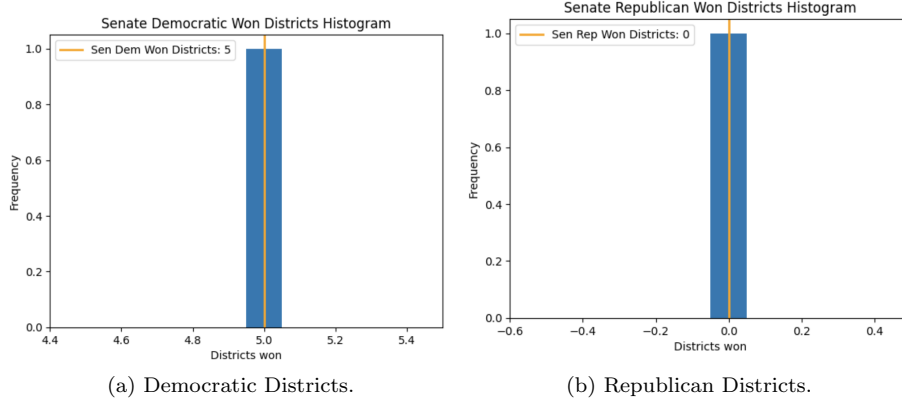 Senate Democratic Won Districts Histogram
Sen Dem Won Districts: 5
Frequency
1.0
0.8
0.6
0.4
0.2
0.0
4.4 4.6 4.8 5.0 5.2 5.4
Districts won
(a) Democratic Districts.
Senate Republican Won Districts Histogram
Sen Rep Won Districts: 0
Frequency
1.0
0.8
0.6
0.4
0.2
0.0
−0.6 −0.4 −0.2 0.0 0.2 0.4
Districts won
(b) Republican Districts.